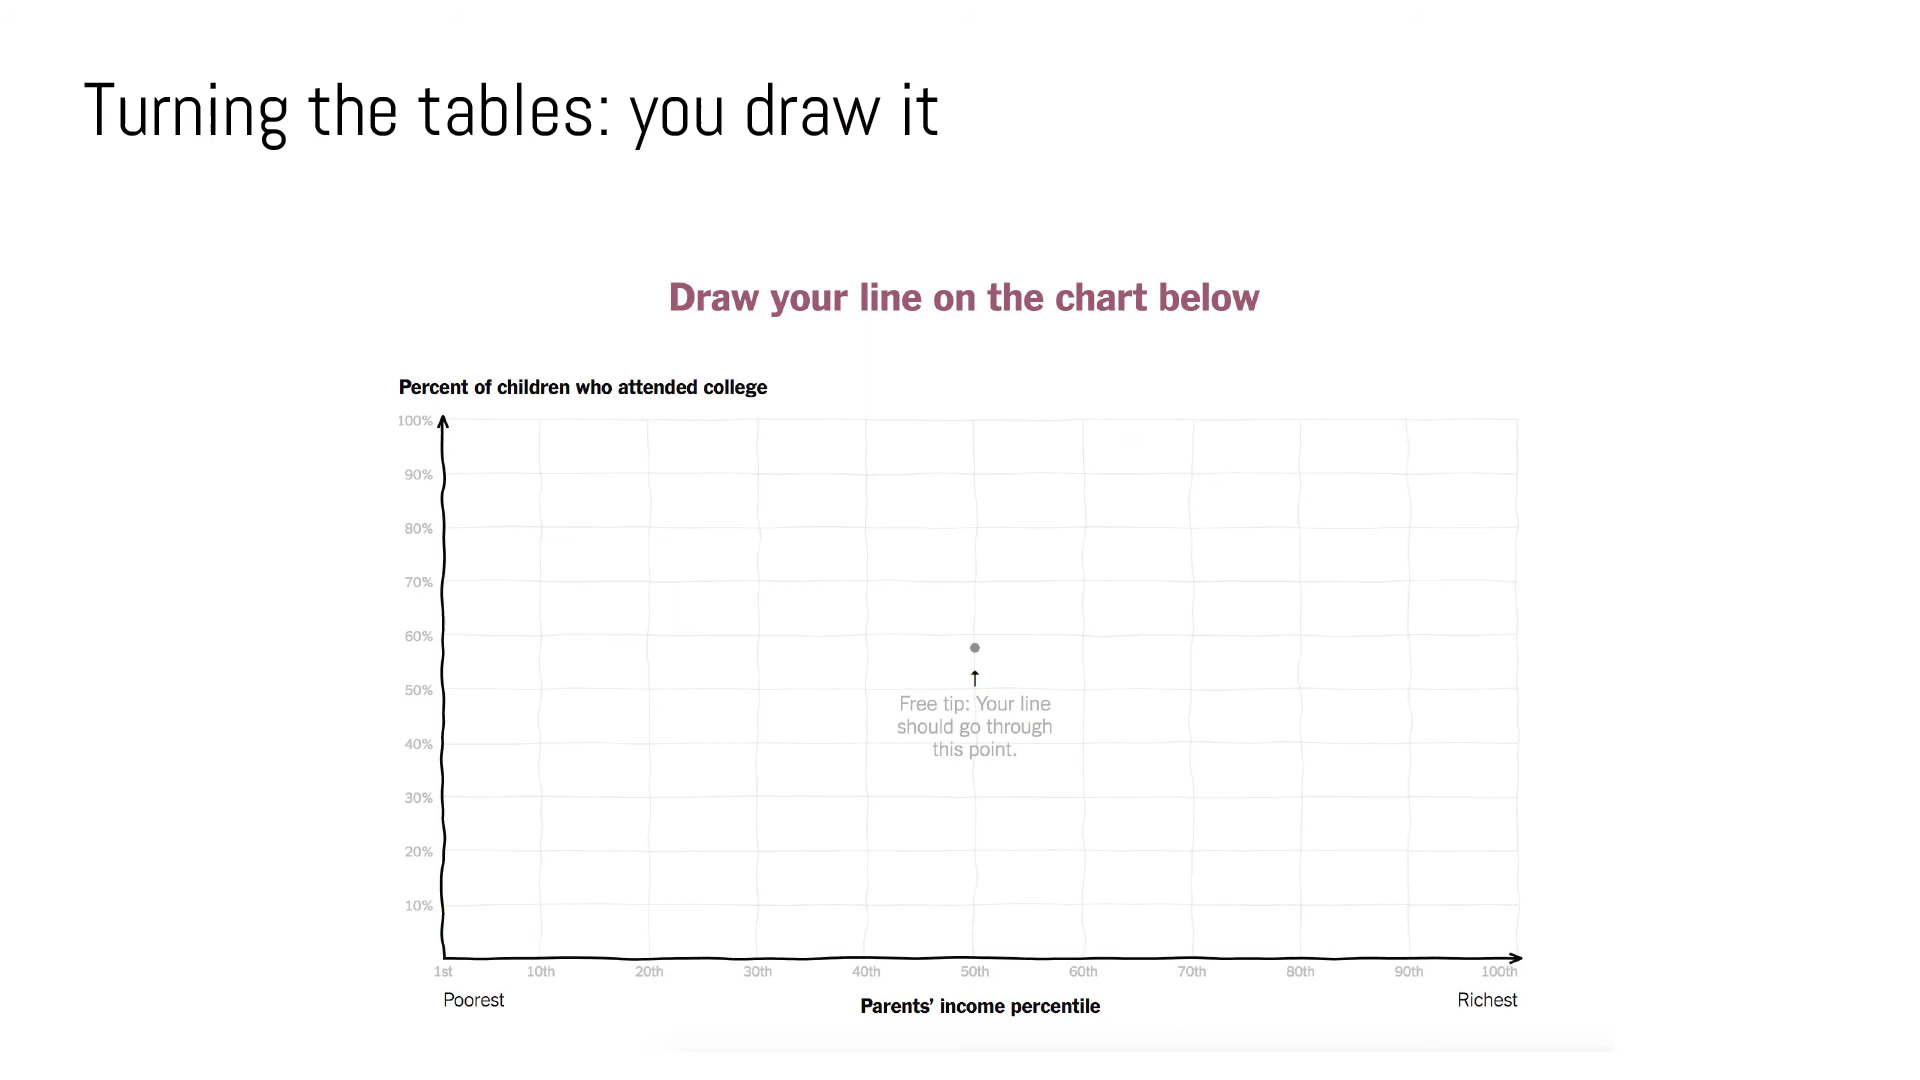 Turning the tables: you draw it
Draw your line on the chart below
Percent of children who attended college
100%
90%
80%
70%
60%
50%
40%
30%
20%
10%
↑
Free tip: Your line
should go through
this point.
1st 10th 20th 30th 40th 50th 60th 70th 80th 90th 100th
Poorest Parents’ income percentile Richest